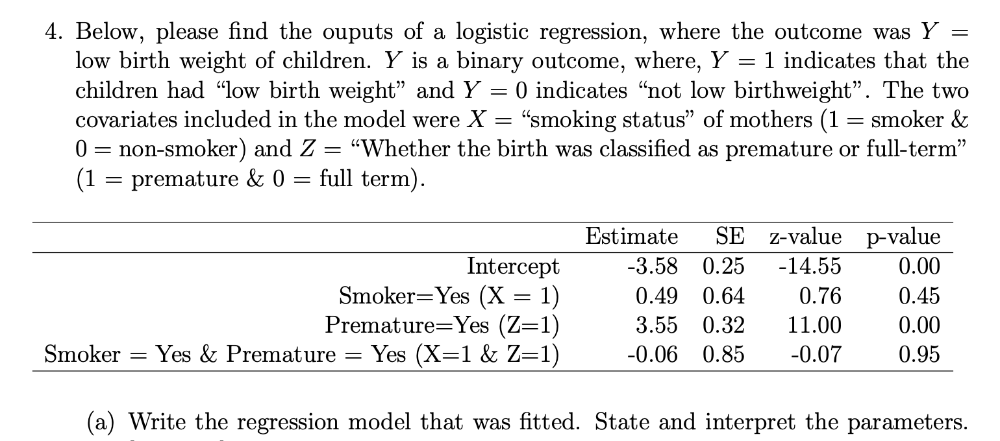 4. Below, please find the ouputs of a logistic regression, where the outcome was Y =
low birth weight of children. Y is a binary outcome, where, Y = 1 indicates that the
children had “low birth weight” and Y = 0 indicates “not low birthweight”. The two
covariates included in the model were X = “smoking status” of mothers (1 = smoker &
0 = non-smoker) and Z = “Whether the birth was classified as premature or full-term”
(1 = premature & 0 = full term).
Estimate SE z-value p-value
Intercept -3.58 0.25 -14.55 0.00
Smoker=Yes (X = 1) 0.49 0.64 0.76 0.45
Premature=Yes (Z=1) 3.55 0.32 11.00 0.00
Smoker = Yes & Premature = Yes (X=1 & Z=1) -0.06 0.85 -0.07 0.95
(a) Write the regression model that was fitted. State and interpret the parameters.